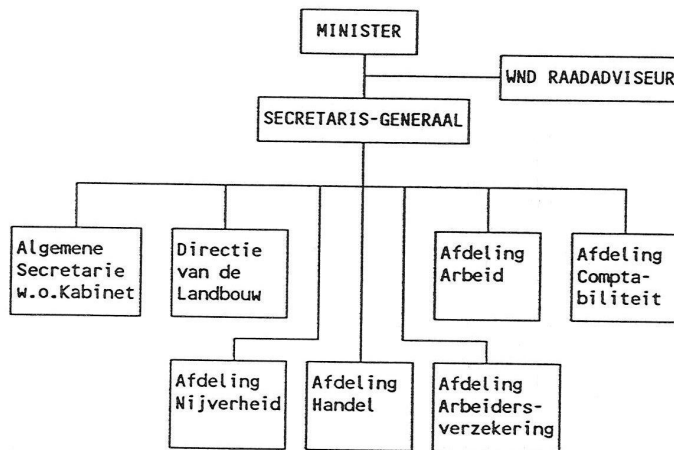 MINISTER
WND RAADADVISEUR
SECRETARIS-GENERAAL
Algemene
Secretarie
w.o.Kabinet
Directie
van de
Landbouw
Afdeling
Arbeid
Afdeling
Compta-
biliteit
Afdeling
Nijverheid
Afdeling
Handel
Afdeling
Arbeiders-
verzekering